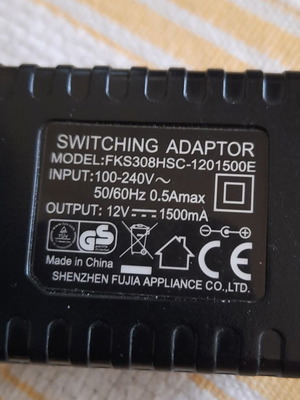 SWITCHING ADAPTOR
MODEL:FKS308HSC-1201500E
INPUT:100-240V~
50/60Hz 0.5Amax
OUTPUT: 12V⎓1500mA
GS
CE
Made in China
SHENZHEN FUJIA APPLIANCE CO.,LTD.